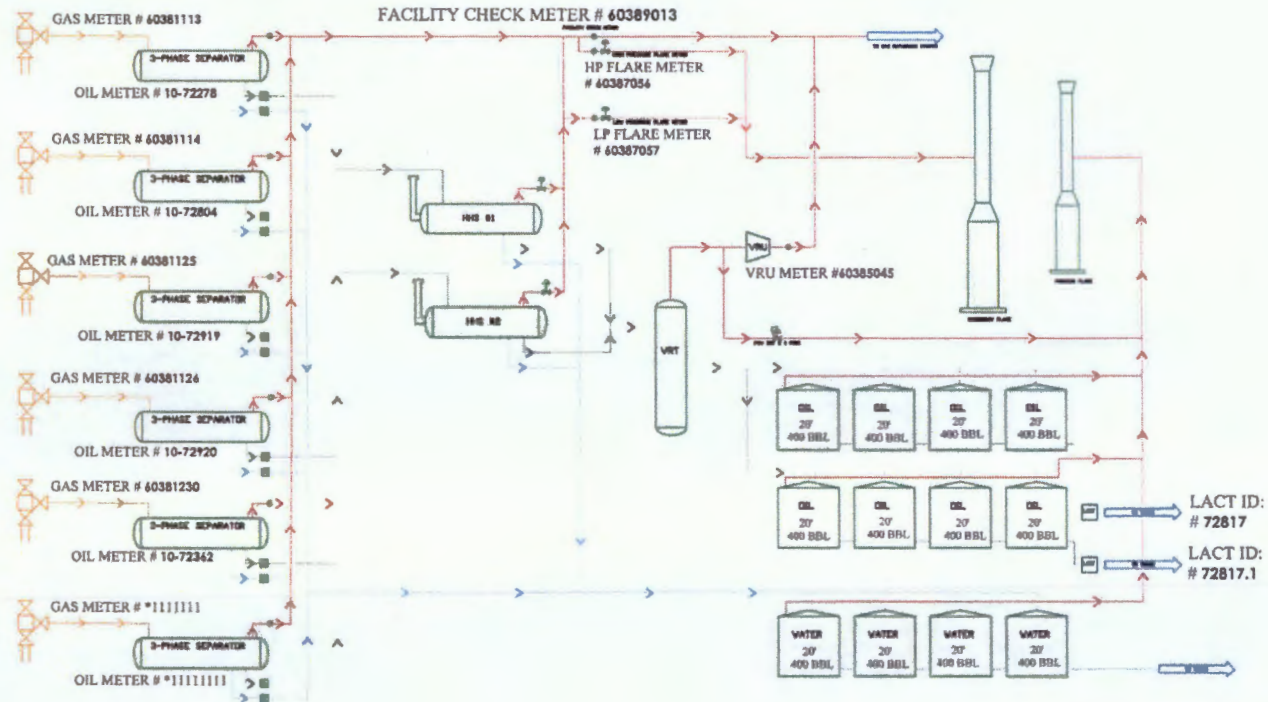 FACILITY CHECK METER # 60389013
GAS METER # 60381113
3-PHASE SEPARATOR
OIL METER # 10-72278
HP FLARE METER
# 60387056
LP FLARE METER
# 60387057
GAS METER # 60381114
3-PHASE SEPARATOR
OIL METER # 10-72804
GAS METER # 60381125
3-PHASE SEPARATOR
OIL METER # 10-72919
GAS METER # 60381126
3-PHASE SEPARATOR
OIL METER # 10-72920
GAS METER # 60381230
3-PHASE SEPARATOR
OIL METER # 10-72362
GAS METER # *1111111
3-PHASE SEPARATOR
OIL METER # *11111111
HHS 01
HHS 02
VRT
VRU
VRU METER #60385045
OIL
20'
400 BBL
OIL
20'
400 BBL
OIL
20'
400 BBL
OIL
20'
400 BBL
OIL
20'
400 BBL
OIL
20'
400 BBL
OIL
20'
400 BBL
OIL
20'
400 BBL
LACT ID:
# 72817
LACT ID:
# 72817.1
WATER
20'
400 BBL
WATER
20'
400 BBL
WATER
20'
400 BBL
WATER
20'
400 BBL